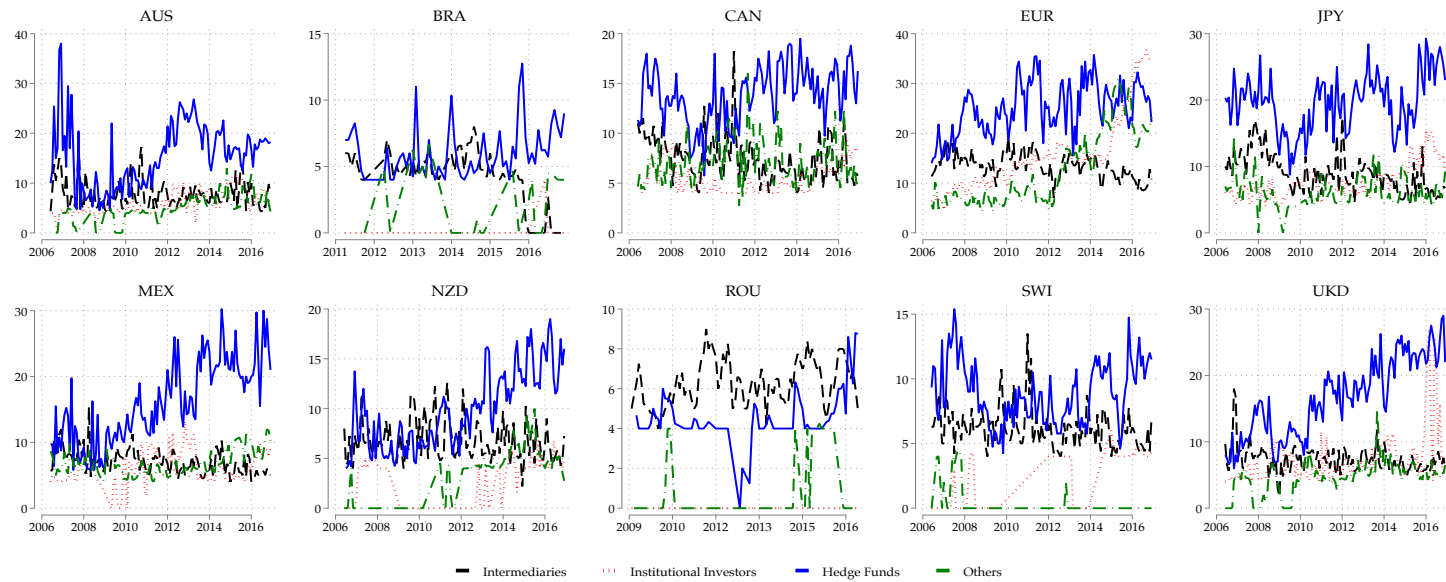 AUS
BRA
CAN
EUR
JPY
40
30
20
10
0
2006 2008 2010 2012 2014 2016
15
10
5
0
2011 2012 2013 2014 2015 2016
20
15
10
5
0
2006 2008 2010 2012 2014 2016
40
30
20
10
0
2006 2008 2010 2012 2014 2016
30
20
10
0
2006 2008 2010 2012 2014 2016
MEX
NZD
ROU
SWI
UKD
30
20
10
0
2006 2008 2010 2012 2014 2016
20
15
10
5
0
2006 2008 2010 2012 2014 2016
10
8
6
4
2
0
2009 2010 2012 2013 2015 2016
15
10
5
0
2006 2008 2010 2012 2014 2016
30
20
10
0
2006 2008 2010 2012 2014 2016
Intermediaries Institutional Investors Hedge Funds Others